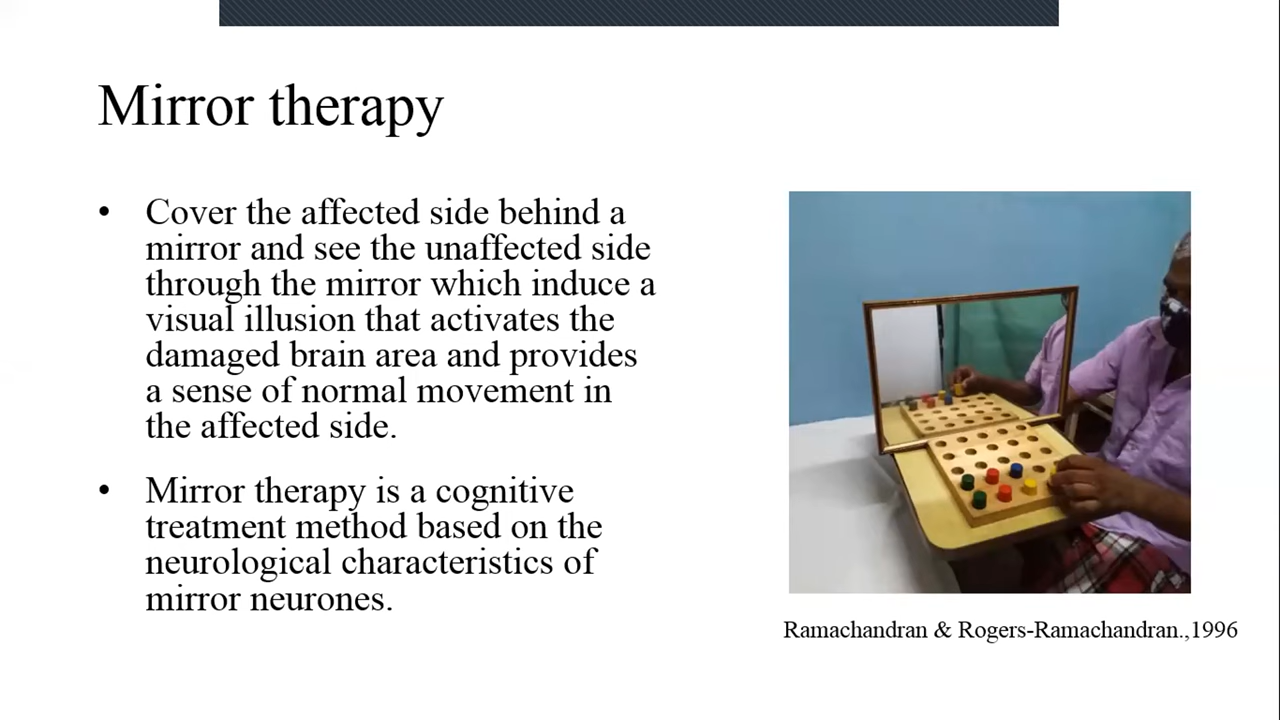 Mirror therapy
• Cover the affected side behind a
mirror and see the unaffected side
through the mirror which induce a
visual illusion that activates the
damaged brain area and provides
a sense of normal movement in
the affected side.
• Mirror therapy is a cognitive
treatment method based on the
neurological characteristics of
mirror neurones.
Ramachandran & Rogers-Ramachandran.,1996